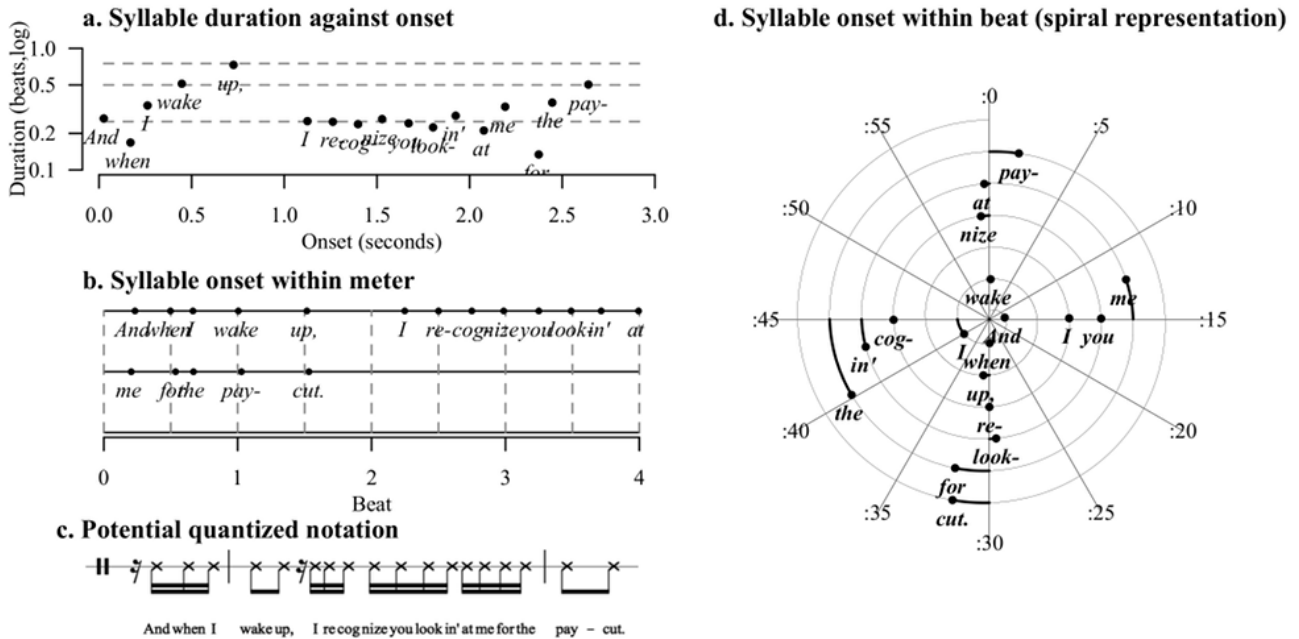 a. Syllable duration against onset
Duration (beats,log)
1.0
0.5
0.2
0.1
And
when
I
wake
up,
I
re-
cog-
nize
you
look-
in'
at
me
for
the
pay-
0.0 0.5 1.0 1.5 2.0 2.5 3.0
Onset (seconds)
b. Syllable onset within meter
And when I wake up, I re- cog- nize you look- in' at
me for the pay- cut.
0 1 2 3 4
Beat
c. Potential quantized notation
And when I wake up, I re cog nize you look in' at me for the pay – cut.
d. Syllable onset within beat (spiral representation)
:0
:55 :5
pay-
at
:50 :10
nize
wake me
:45 cog- And I you :15
in' I when
up,
the re-
:40 :20
look-
for
:35 cut. :25
:30